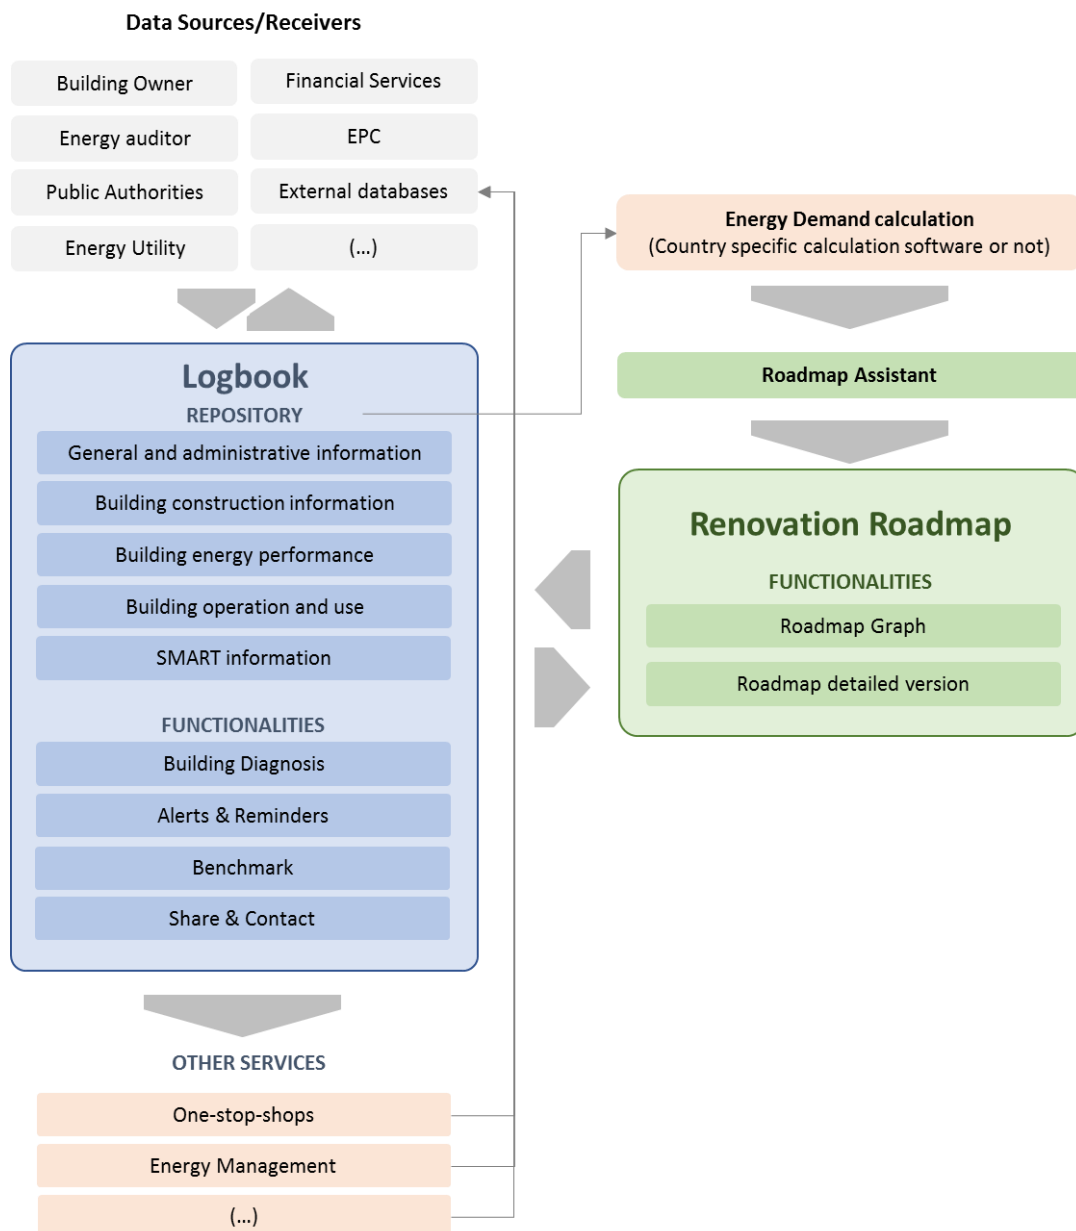 Data Sources/Receivers
Building Owner
Financial Services
Energy auditor
EPC
Public Authorities
External databases
Energy Utility
(...)
Logbook
REPOSITORY
General and administrative information
Building construction information
Building energy performance
Building operation and use
SMART information
FUNCTIONALITIES
Building Diagnosis
Alerts & Reminders
Benchmark
Share & Contact
OTHER SERVICES
One-stop-shops
Energy Management
(...)
Energy Demand calculation
(Country specific calculation software or not)
Roadmap Assistant
Renovation Roadmap
FUNCTIONALITIES
Roadmap Graph
Roadmap detailed version